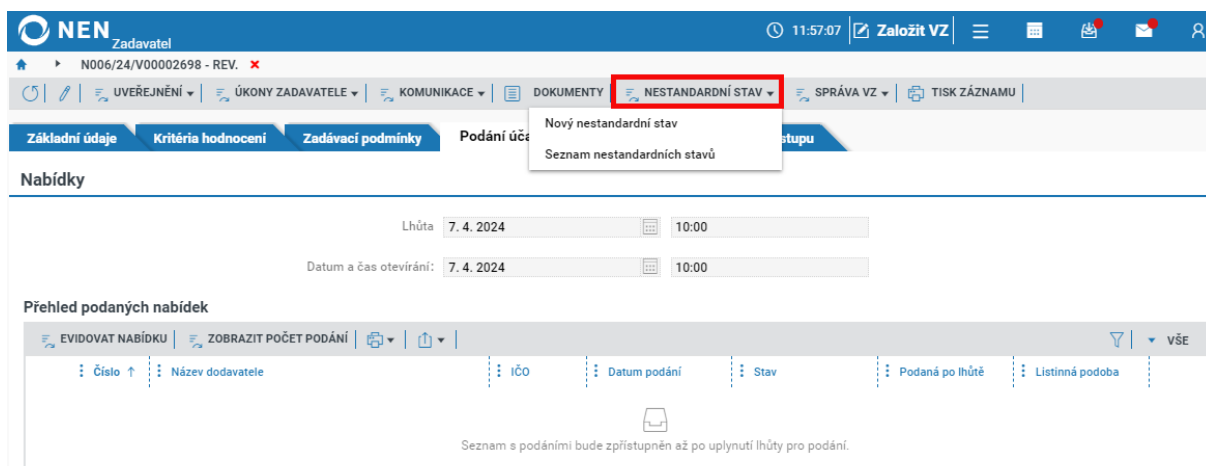 NEN
Zadavatel
11:57:07 Založit VZ
N006/24/V00002698 - REV.
UVEŘEJNĚNÍ ÚKONY ZADAVATELE KOMUNIKACE DOKUMENTY NESTANDARDNÍ STAV SPRÁVA VZ TISK ZÁZNAMU
Nový nestandardní stav
Seznam nestandardních stavů
Základní údaje Kritéria hodnocení Zadávací podmínky Podání úča stupu
Nabídky
Lhůta 7. 4. 2024 10:00
Datum a čas otevírání: 7. 4. 2024 10:00
Přehled podaných nabídek
EVIDOVAT NABÍDKU ZOBRAZIT POČET PODÁNÍ VŠE
Číslo ↑ Název dodavatele IČO Datum podání Stav Podaná po lhůtě Listinná podoba
Seznam s podáními bude zpřístupněn až po uplynutí lhůty pro podání.